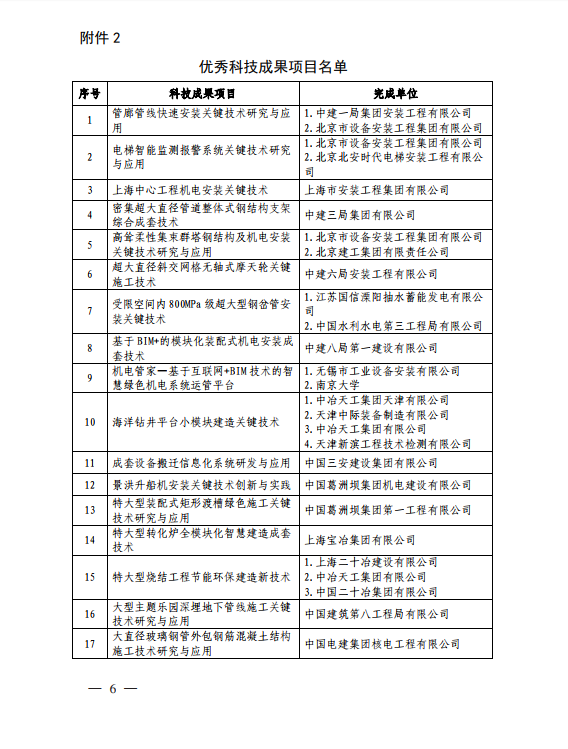 附件 2
优秀科技成果项目名单
序号 科技成果项目 完成单位
1 管廊管线快速安装关键技术研究与应用 1.中建一局集团安装工程有限公司
2.北京市设备安装工程集团有限公司
2 电梯智能监测报警系统关键技术研究与应用 1.北京市设备安装工程集团有限公司
2.北京北安时代电梯安装工程有限公司
3 上海中心工程机电安装关键技术 上海市安装工程集团有限公司
4 密集超大直径管道整体式钢结构支架综合成套技术 中建三局集团有限公司
5 高耸柔性集束群塔钢结构及机电安装关键技术研究与应用 1.北京市设备安装工程集团有限公司
2.北京建工集团有限责任公司
6 超大直径斜交网格无轴式摩天轮关键施工技术 中建六局安装工程有限公司
7 受限空间内 800MPa 级超大型钢岔管安装关键技术 1.江苏国信溧阳抽水蓄能发电有限公司
2.中国水利水电第三工程局有限公司
8 基于 BIM+的模块化装配式机电安装成套技术 中建八局第一建设有限公司
9 机电管家—基于互联网+BIM 技术的智慧绿色机电系统运管平台 1.无锡市工业设备安装有限公司
2.南京大学
10 海洋钻井平台小模块建造关键技术 1.中冶天工集团天津有限公司
2.天津中际装备制造有限公司
3.中冶天工集团有限公司
4.天津新滨工程技术检测有限公司
11 成套设备搬迁信息化系统研发与应用 中国三安建设集团有限公司
12 景洪升船机安装关键技术创新与实践 中国葛洲坝集团机电建设有限公司
13 特大型装配式矩形渡槽绿色施工关键技术研究与应用 中国葛洲坝集团第一工程有限公司
14 特大型转化炉全模块化智慧建造成套技术 上海宝冶集团有限公司
15 特大型烧结工程节能环保建造新技术 1.上海二十冶建设有限公司
2.中冶天工集团有限公司
3.中国二十冶集团有限公司
16 大型主题乐园深埋地下管线施工关键技术研究与应用 中国建筑第八工程局有限公司
17 大直径玻璃钢管外包钢筋混凝土结构施工技术研究与应用 中国电建集团核电工程有限公司
— 6 —